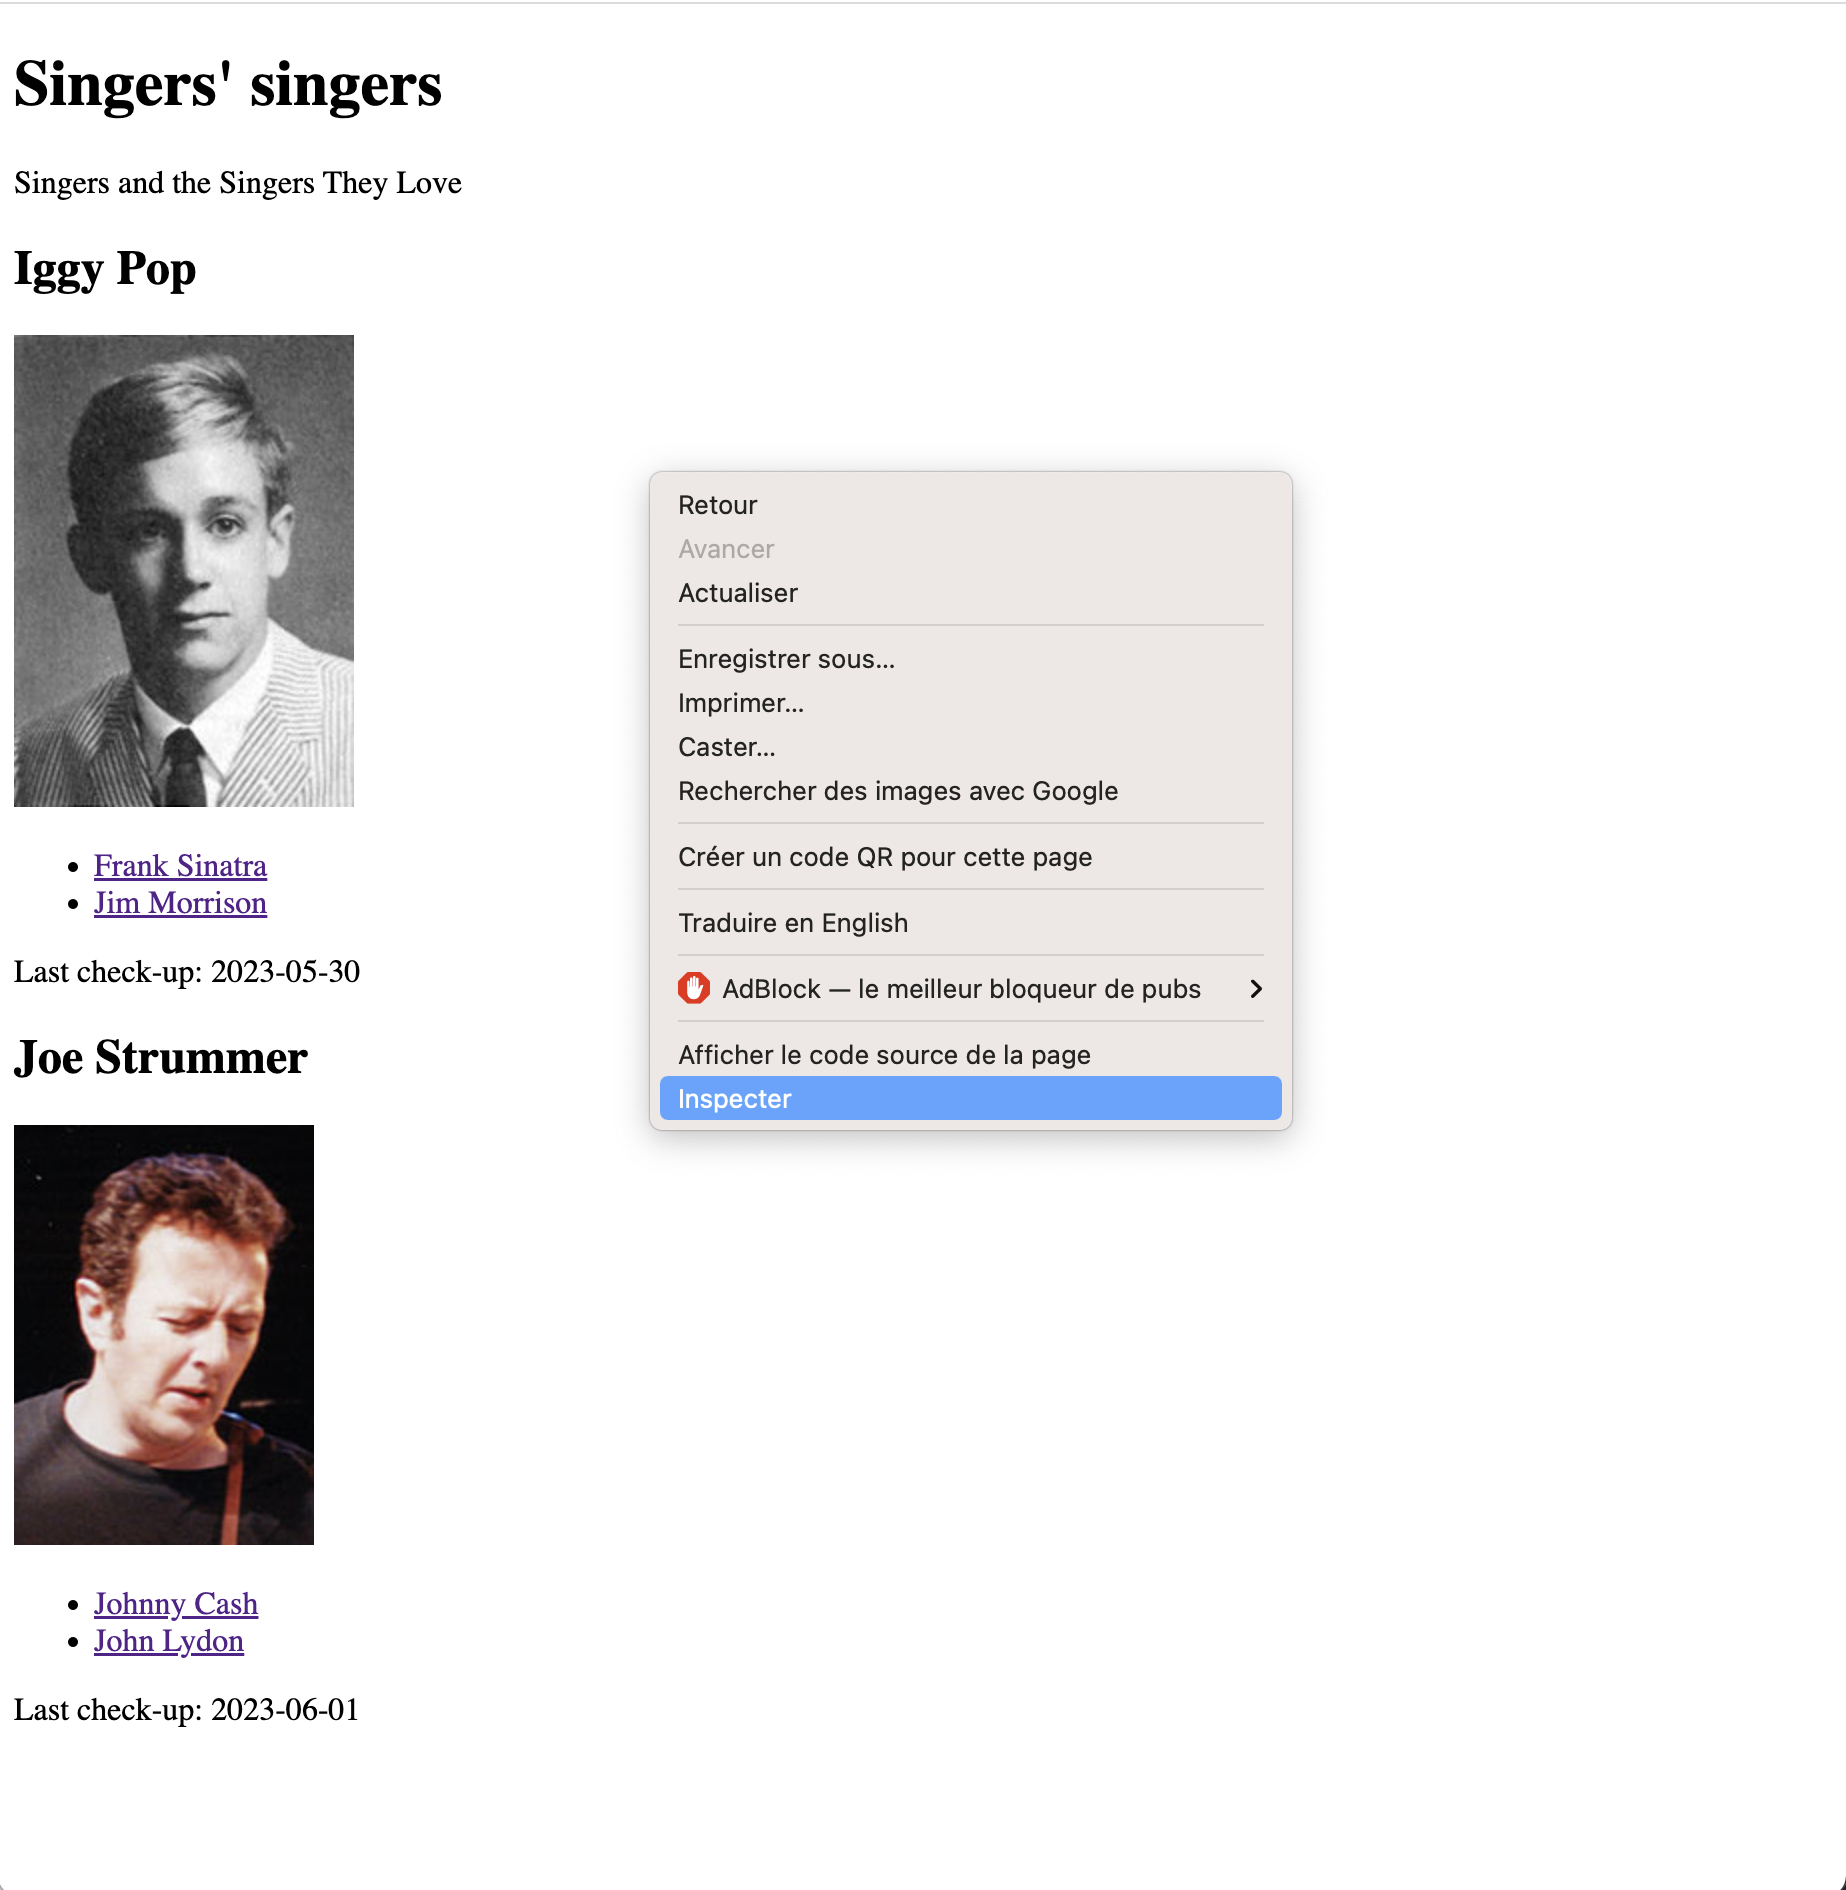 Singers' singers
Singers and the Singers They Love
Iggy Pop
Frank Sinatra
Jim Morrison
Last check-up: 2023-05-30
Joe Strummer
Johnny Cash
John Lydon
Last check-up: 2023-06-01
Retour
Avancer
Actualiser
Enregistrer sous...
Imprimer...
Caster...
Rechercher des images avec Google
Créer un code QR pour cette page
Traduire en English
AdBlock — le meilleur bloqueur de pubs
Afficher le code source de la page
Inspecter